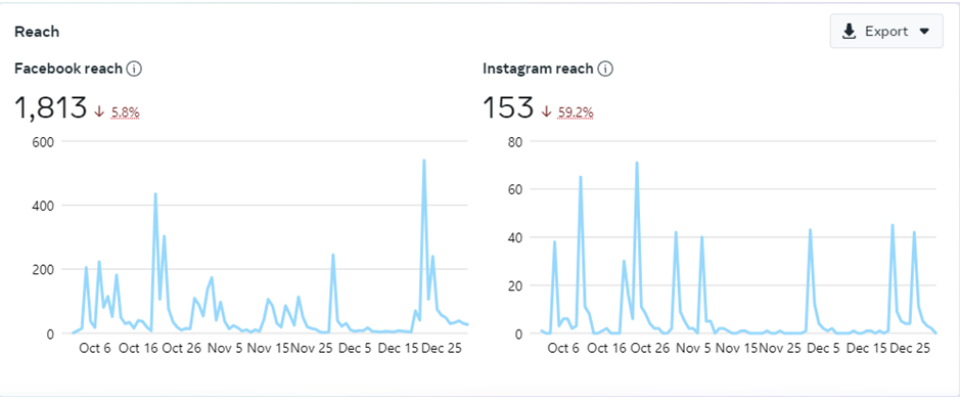 Reach
Export
Facebook reach
1,813 ↓ 5.8%
600
400
200
0
Oct 6 Oct 16 Oct 26 Nov 5 Nov 15 Nov 25 Dec 5 Dec 15 Dec 25
Instagram reach
153 ↓ 59.2%
80
60
40
20
0
Oct 6 Oct 16 Oct 26 Nov 5 Nov 15 Nov 25 Dec 5 Dec 15 Dec 25